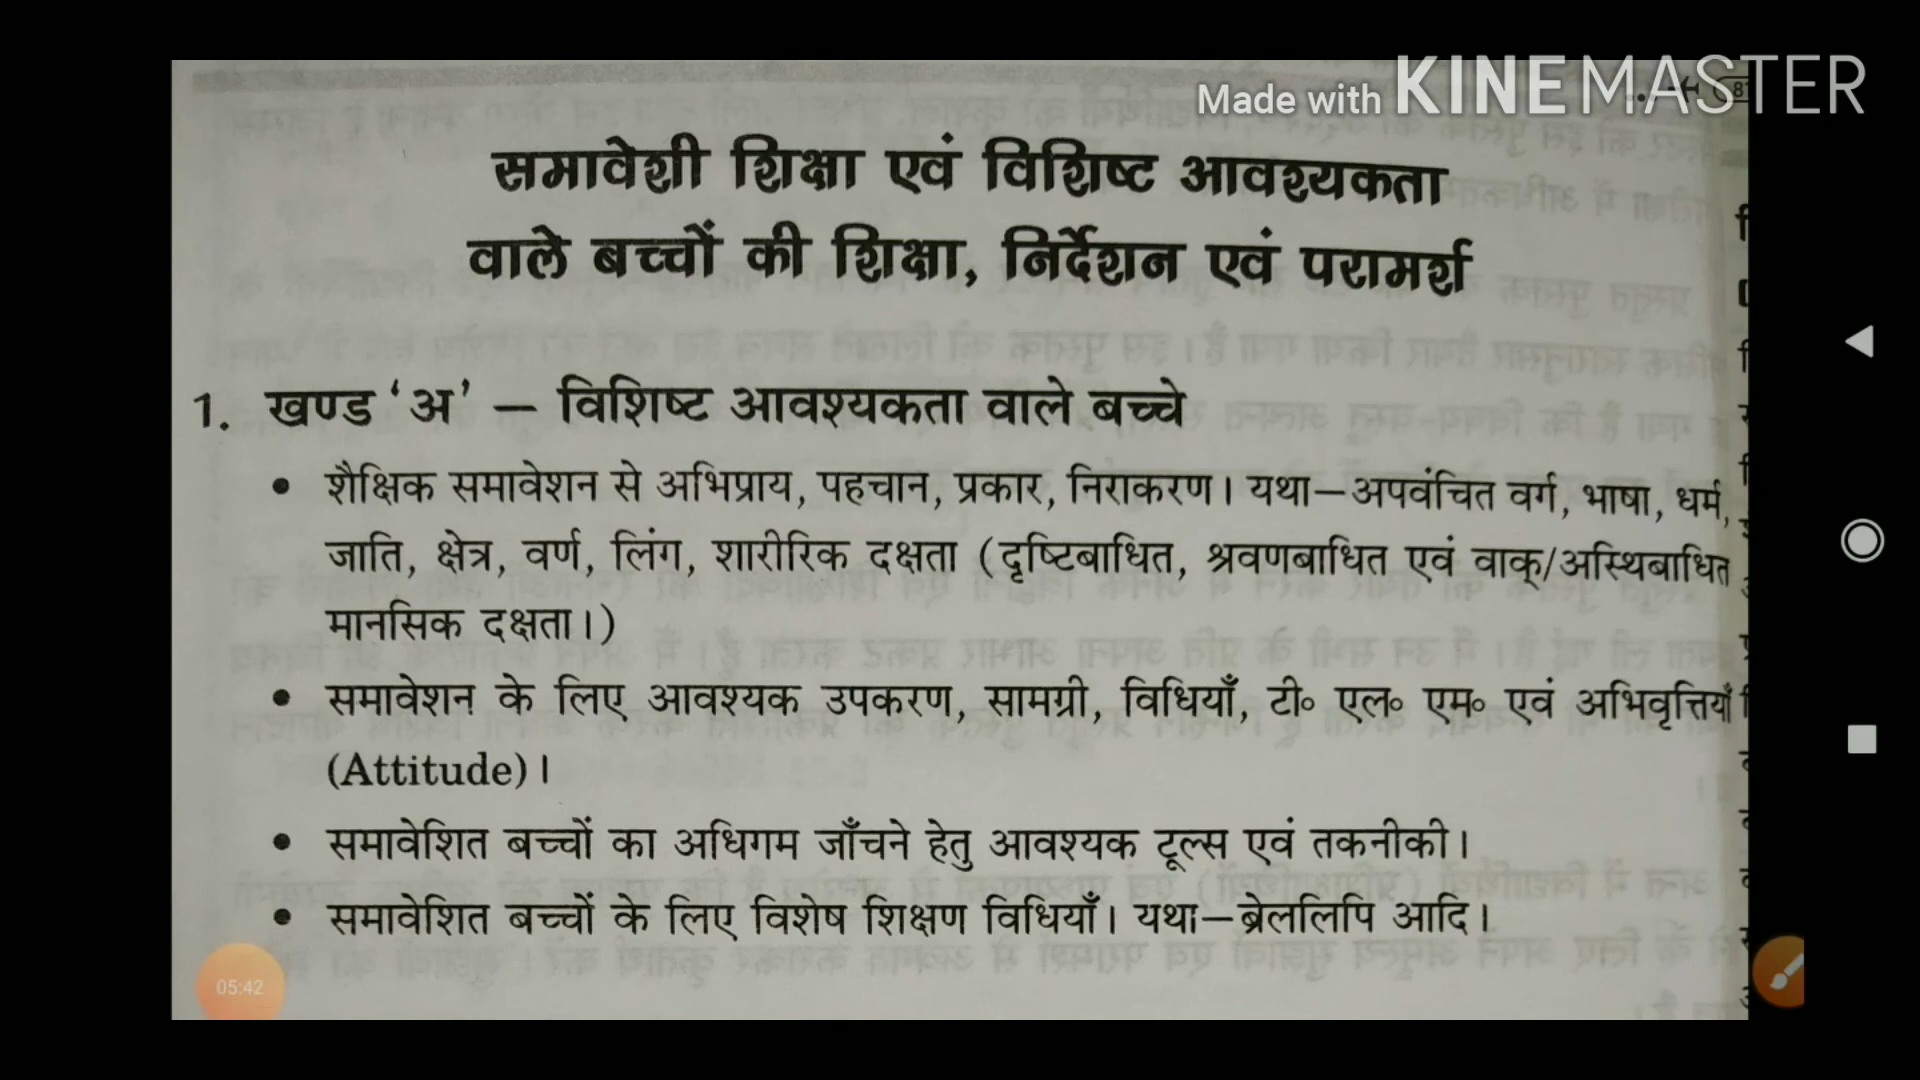 Made with KINEMASTER
समावेशी शिक्षा एवं विशिष्ट आवश्यकता
वाले बच्चों की शिक्षा, निर्देशन एवं परामर्श
1. खण्ड ‘अ’ – विशिष्ट आवश्यकता वाले बच्चे
• शैक्षिक समावेशन से अभिप्राय, पहचान, प्रकार, निराकरण। यथा—अपवंचित वर्ग, भाषा, धर्म,
जाति, क्षेत्र, वर्ण, लिंग, शारीरिक दक्षता (दृष्टिबाधित, श्रवणबाधित एवं वाक्/अस्थिबाधित
मानसिक दक्षता।)
• समावेशन के लिए आवश्यक उपकरण, सामग्री, विधियाँ, टी० एल० एम० एवं अभिवृत्तियाँ
(Attitude)।
• समावेशित बच्चों का अधिगम जाँचने हेतु आवश्यक टूल्स एवं तकनीकी।
• समावेशित बच्चों के लिए विशेष शिक्षण विधियाँ। यथा—ब्रेललिपि आदि।
05:42